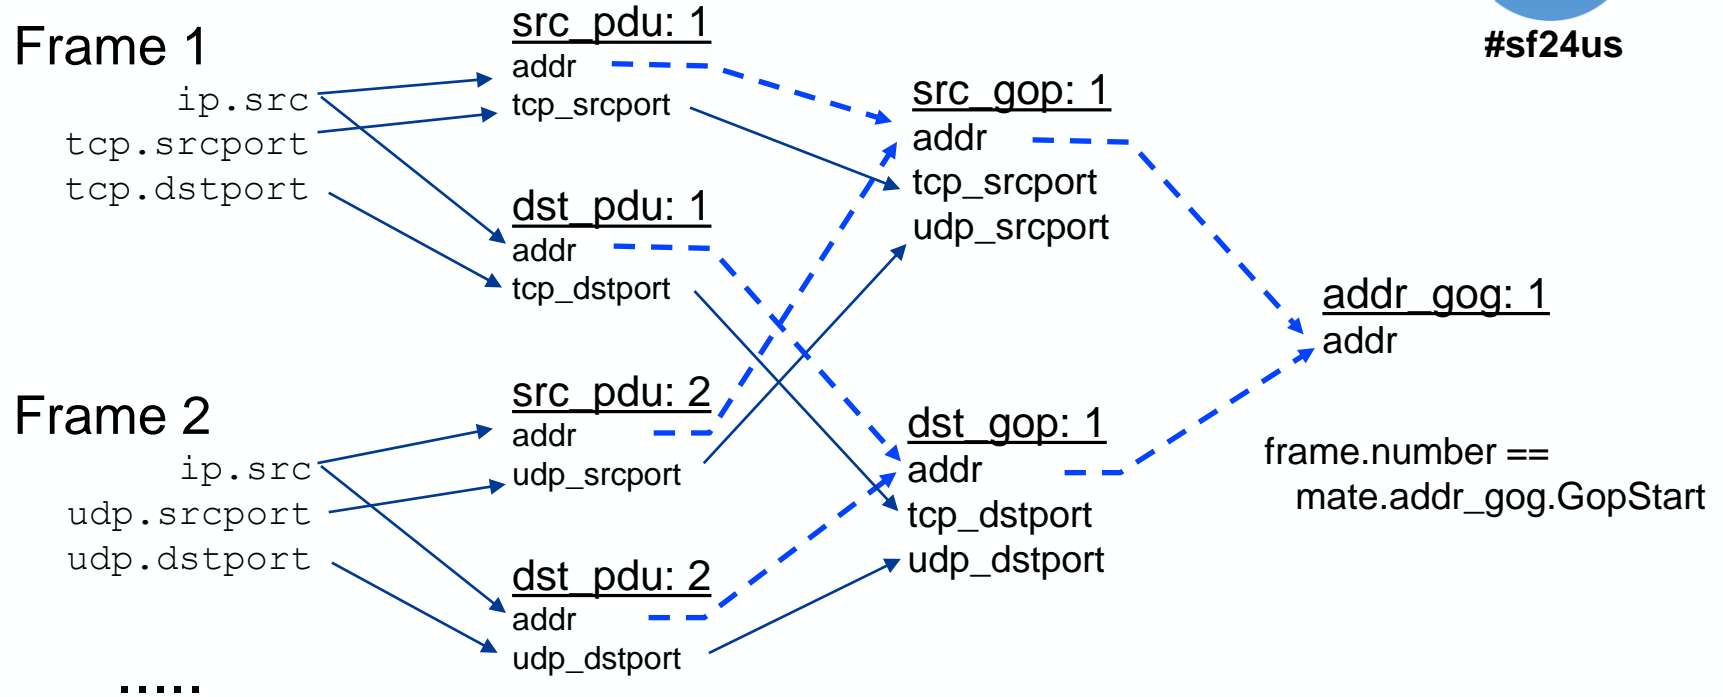 Frame 1
ip.src
tcp.srcport
tcp.dstport
src_pdu: 1
addr
tcp_srcport
dst_pdu: 1
addr
tcp_dstport
Frame 2
ip.src
udp.srcport
udp.dstport
src_pdu: 2
addr
udp_srcport
dst_pdu: 2
addr
udp_dstport
.....
src_gop: 1
addr
tcp_srcport
udp_srcport
dst_gop: 1
addr
tcp_dstport
udp_dstport
#sf24us
addr_gog: 1
addr
frame.number ==
mate.addr_gog.GopStart